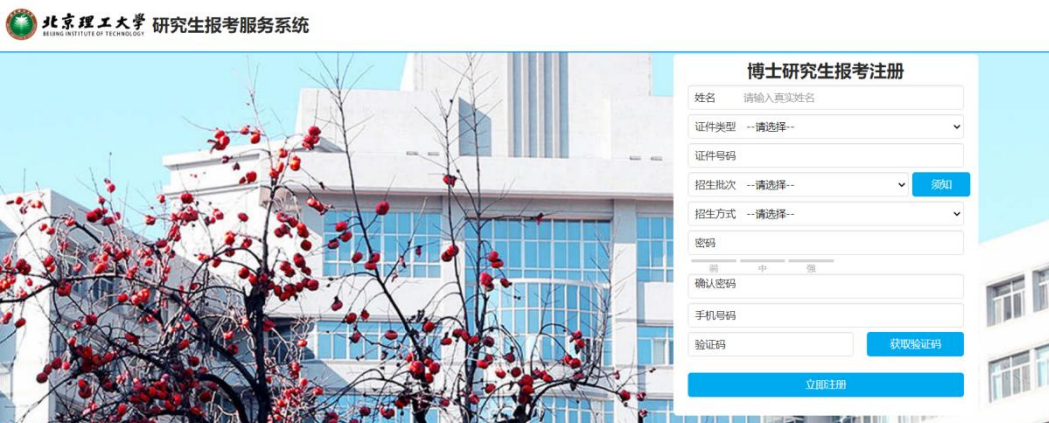 北京理工大学 研究生报考服务系统
BEIJING INSTITUTE OF TECHNOLOGY
博士研究生报考注册
姓名 请输入真实姓名
证件类型 --请选择--
证件号码
招生批次 --请选择-- 须知
招生方式 --请选择--
密码
弱 中 强
确认密码
手机号码
验证码 获取验证码
立即注册